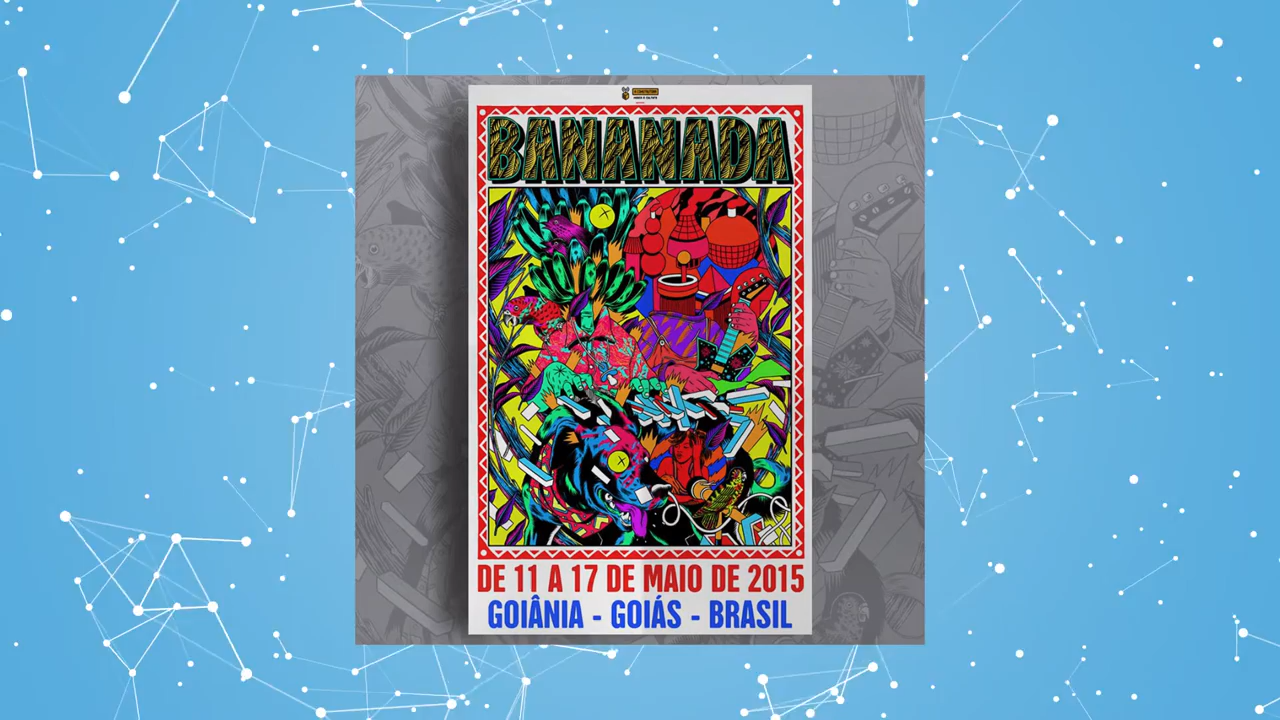 BANANADA
DE 11 A 17 DE MAIO DE 2015
GOIÂNIA - GOIÁS - BRASIL